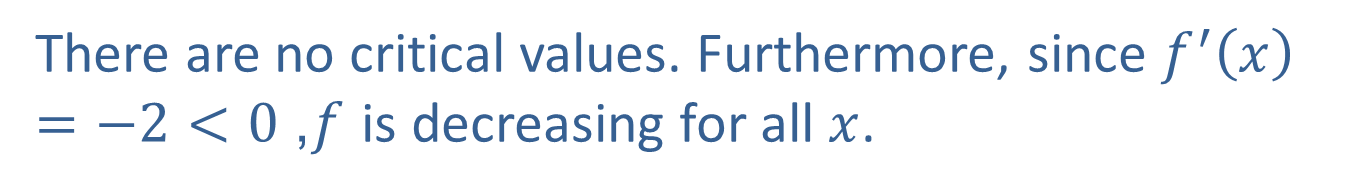 There are no critical values. Furthermore, since 𝑓′(𝑥)
= −2 < 0 ,𝑓 is decreasing for all 𝑥.